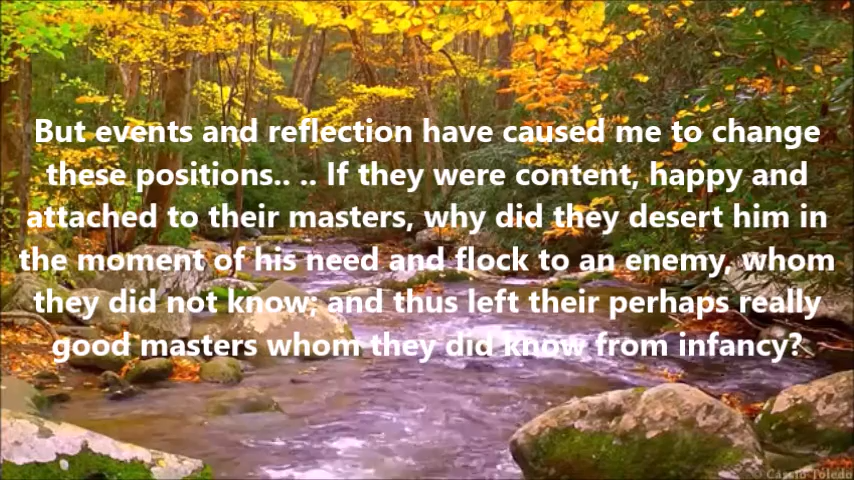 But events and reflection have caused me to change
these positions.. .. If they were content, happy and
attached to their masters, why did they desert him in
the moment of his need and flock to an enemy, whom
they did not know; and thus left their perhaps really
good masters whom they did know from infancy?
© Cássio Toledo